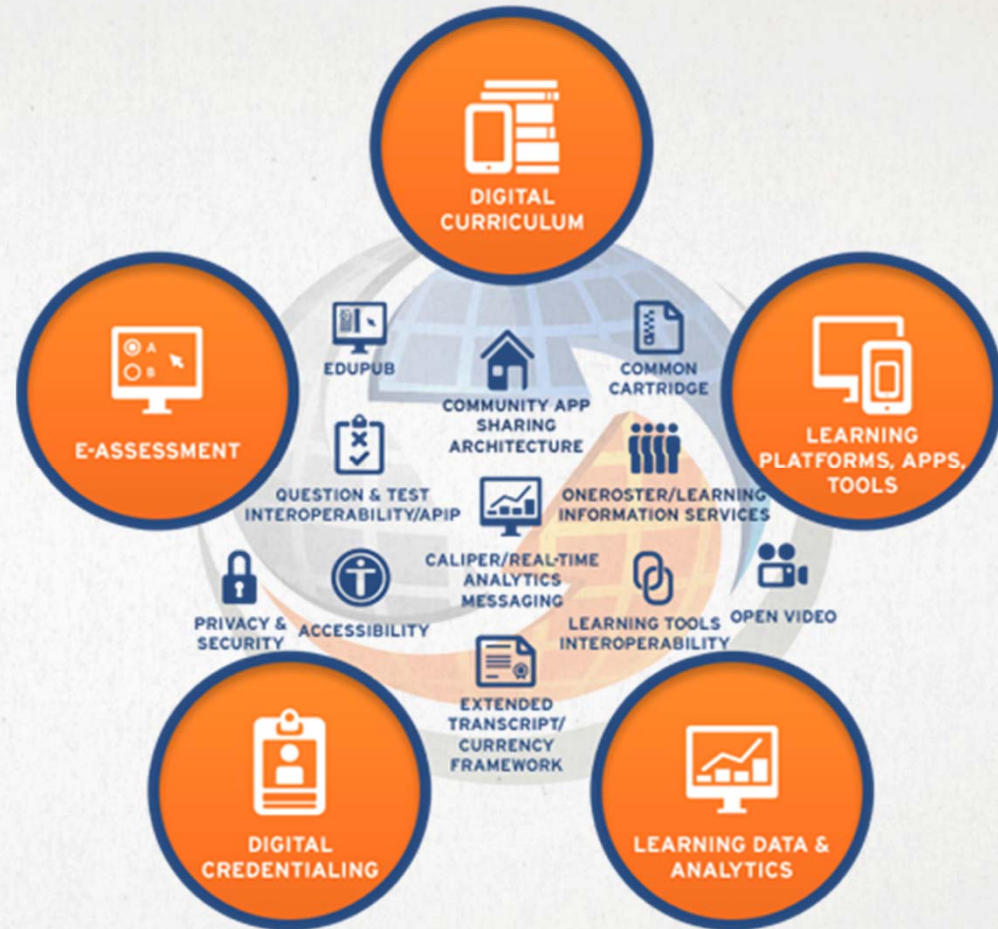 DIGITAL
CURRICULUM
EDUPUB
COMMUNITY APP
SHARING
ARCHITECTURE
COMMON
CARTRIDGE
A
B
E-ASSESSMENT
LEARNING
PLATFORMS, APPS,
TOOLS
QUESTION & TEST
INTEROPERABILITY/APIP
ONEROSTER/LEARNING
INFORMATION SERVICES
CALIPER/REAL-TIME
ANALYTICS
MESSAGING
PRIVACY &
SECURITY
ACCESSIBILITY
LEARNING TOOLS
INTEROPERABILITY
OPEN VIDEO
EXTENDED
TRANSCRIPT/
CURRENCY
FRAMEWORK
DIGITAL
CREDENTIALING
LEARNING DATA &
ANALYTICS